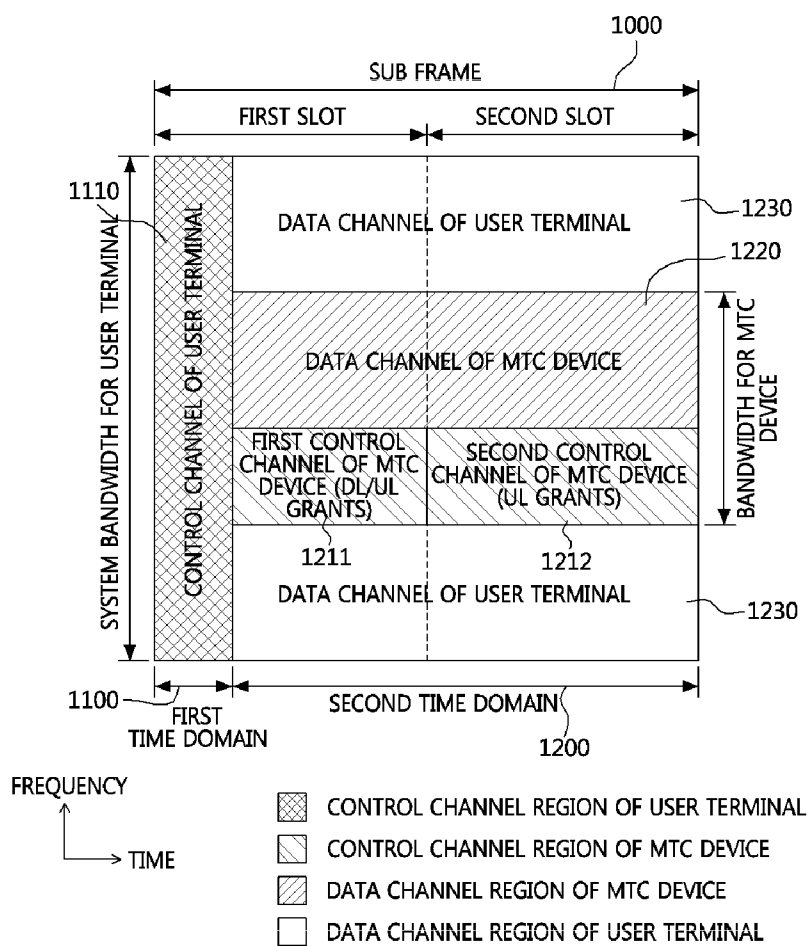 1000
SUB FRAME
FIRST SLOT
SECOND SLOT
1110
SYSTEM BANDWIDTH FOR USER TERMINAL
CONTROL CHANNEL OF USER TERMINAL
DATA CHANNEL OF USER TERMINAL
1230
1220
DATA CHANNEL OF MTC DEVICE
BANDWIDTH FOR MTC
DEVICE
FIRST CONTROL
CHANNEL OF MTC
DEVICE (DL/UL
GRANTS)
SECOND CONTROL
CHANNEL OF MTC DEVICE
(UL GRANTS)
1211
1212
DATA CHANNEL OF USER TERMINAL
1230
1100
FIRST
TIME DOMAIN
SECOND TIME DOMAIN
1200
FREQUENCY
TIME
CONTROL CHANNEL REGION OF USER TERMINAL
CONTROL CHANNEL REGION OF MTC DEVICE
DATA CHANNEL REGION OF MTC DEVICE
DATA CHANNEL REGION OF USER TERMINAL